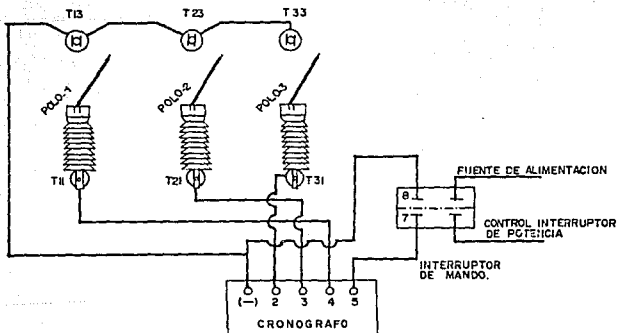 T13
T23
T33
POLO-1
POLO-2
POLO-3
T11
T21
T31
8
7
FUENTE DE ALIMENTACION
CONTROL INTERRUPTOR
DE POTENCIA
INTERRUPTOR
DE MANDO.
(—) 2 3 4 5
CRONOGRAFO